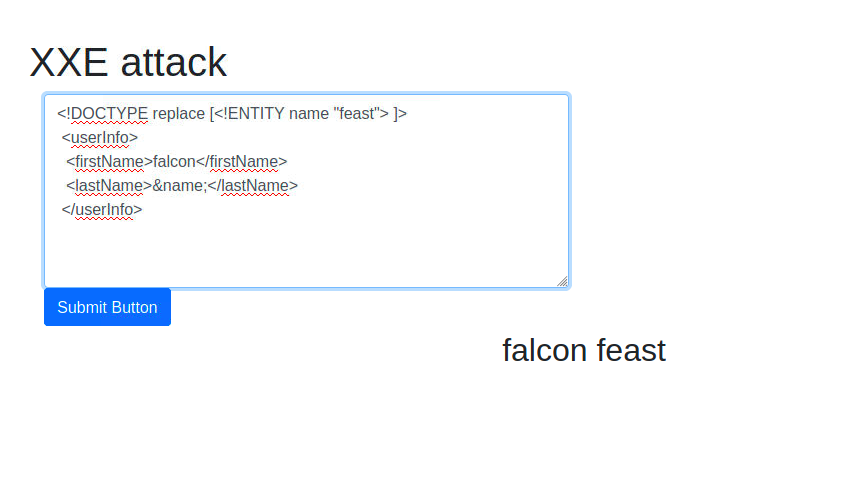 XXE attack
<!DOCTYPE replace [<!ENTITY name "feast"> ]>
<userInfo>
<firstName>falcon</firstName>
<lastName>&name;</lastName>
</userInfo>
Submit Button
falcon feast